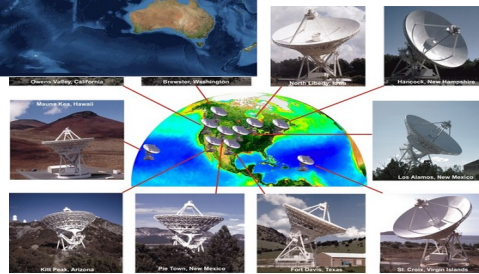 Owens Valley, California
Brewster, Washington
North Liberty, Iowa
Hancock, New Hampshire
Mauna Kea, Hawaii
Los Alamos, New Mexico
Kitt Peak, Arizona
Pie Town, New Mexico
Fort Davis, Texas
St. Croix, Virgin Islands